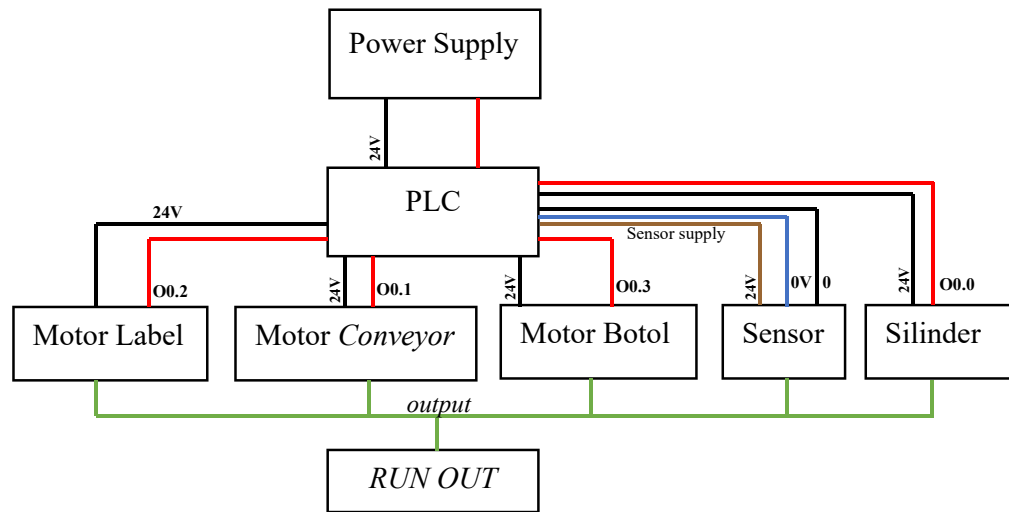 Power Supply
24V
PLC
24V
Sensor supply
O0.2
24V
O0.1
24V
O0.3
24V
0V
0
24V
O0.0
Motor Label
Motor Conveyor
Motor Botol
Sensor
Silinder
output
RUN OUT